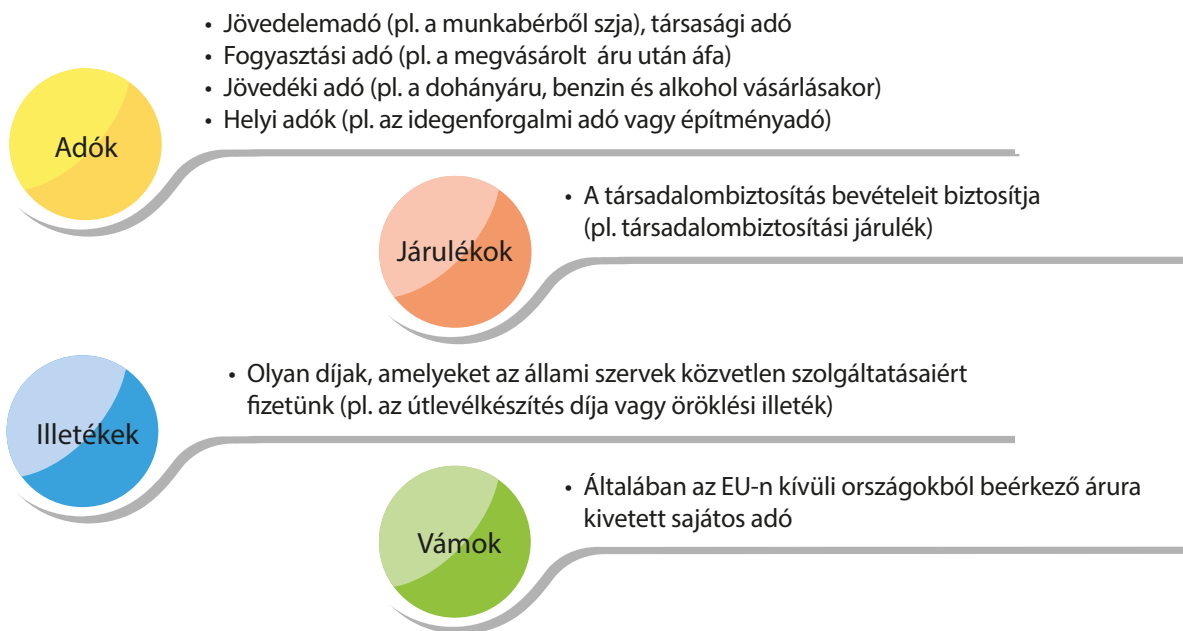 • Jövedelemadó (pl. a munkabérből szja), társasági adó
• Fogyasztási adó (pl. a megvásárolt áru után áfa)
• Jövedéki adó (pl. a dohányáru, benzin és alkohol vásárlásakor)
• Helyi adók (pl. az idegenforgalmi adó vagy építményadó)
Adók
• A társadalombiztosítás bevételeit biztosítja
(pl. társadalombiztosítási járulék)
Járulékok
• Olyan díjak, amelyeket az állami szervek közvetlen szolgáltatásaiért
fizetünk (pl. az útlevélkészítés díja vagy öröklési illeték)
Illetékek
• Általában az EU-n kívüli országokból beérkező árura
kivetett sajátos adó
Vámok